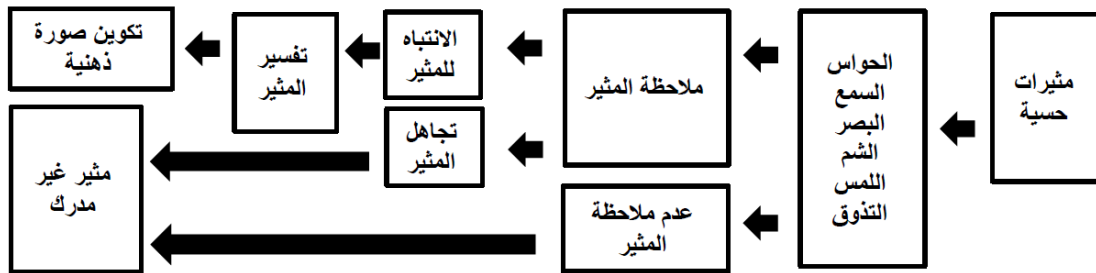 مثيرات
حسية
الحواس
السمع
البصر
الشم
اللمس
التذوق
ملاحظة المثير
عدم ملاحظة
المثير
الانتباه
للمثير
تجاهل
المثير
تفسير
المثير
تكوين صورة
ذهنية
مثير غير
مدرك